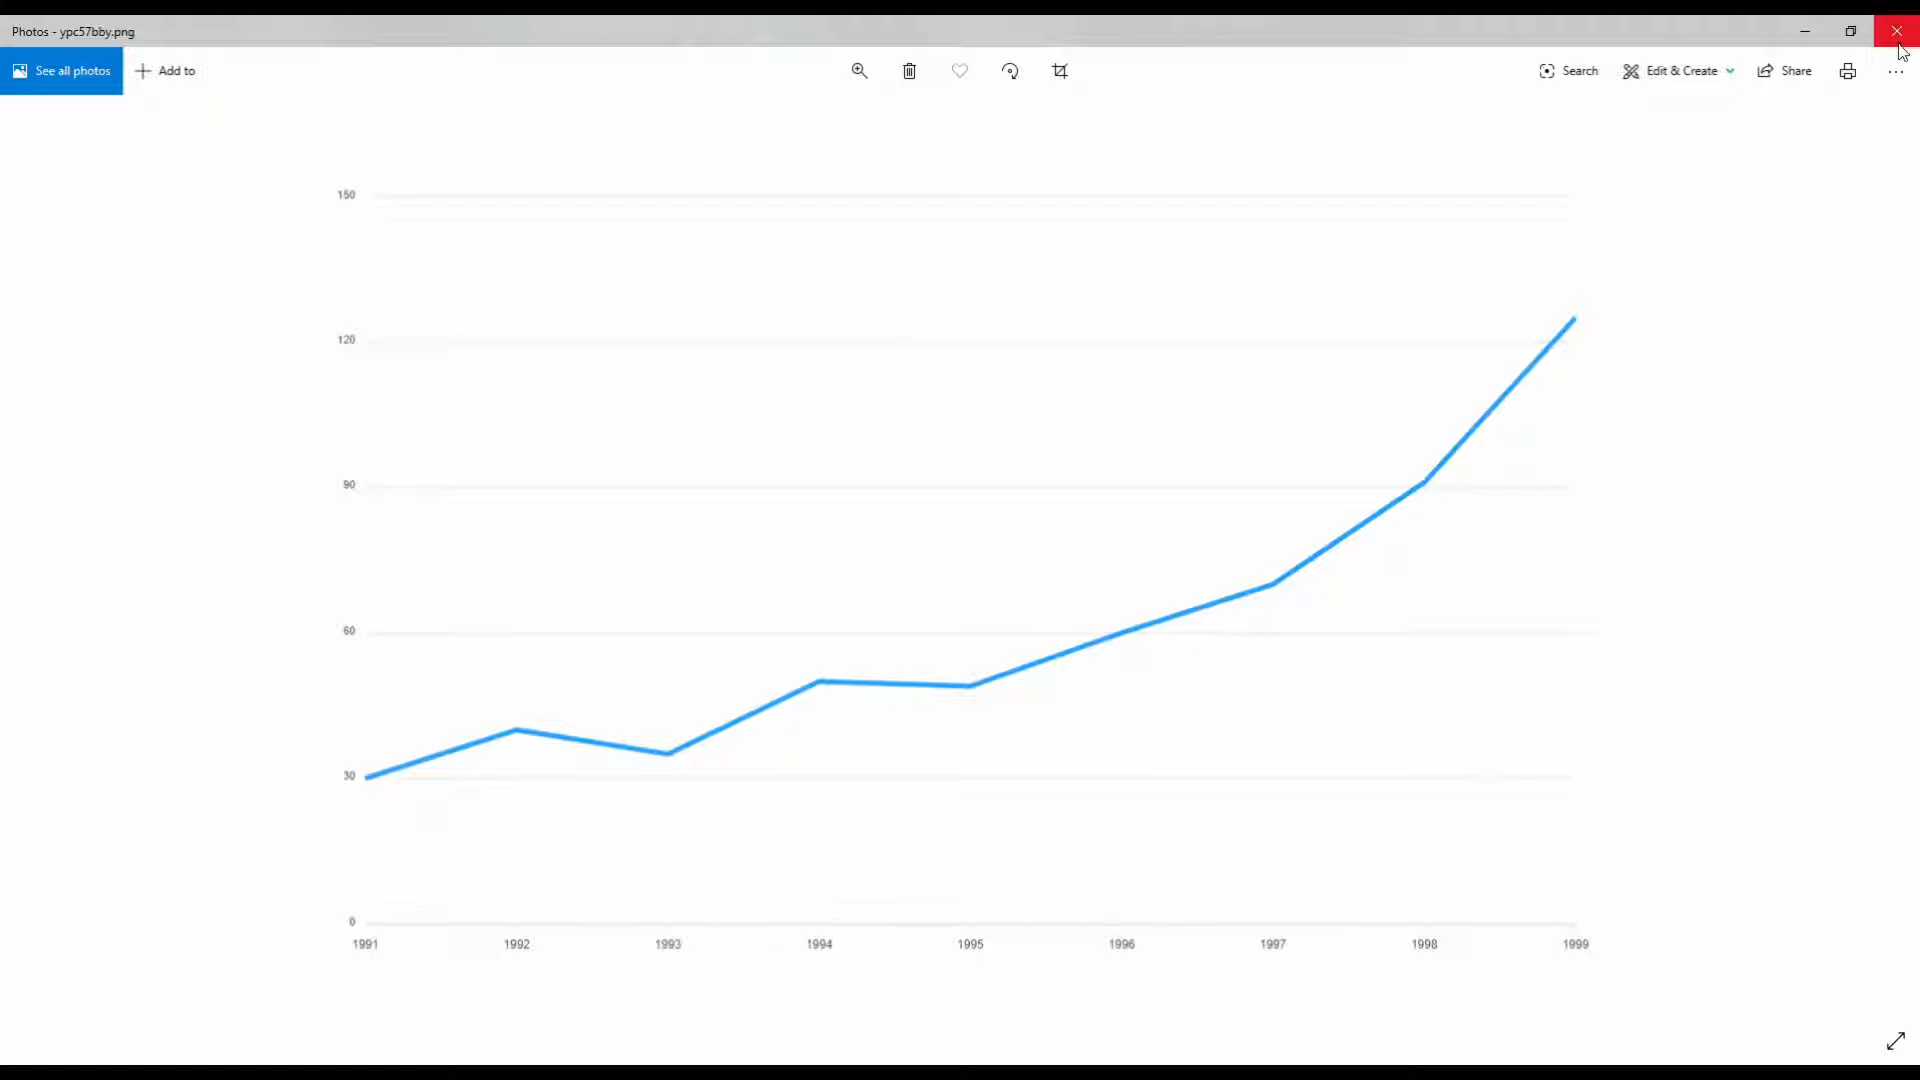 Photos - ypc57bby.png
See all photos
Add to
Search
Edit & Create
Share
150
120
90
60
30
0
1991 1992 1993 1994 1995 1996 1997 1998 1999